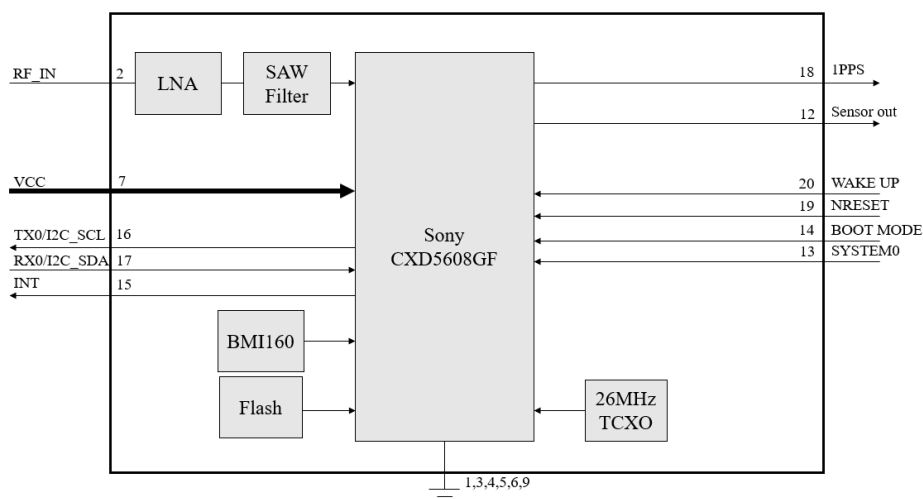 RF_IN
2
LNA
SAW
Filter
18
1PPS
12
Sensor out
VCC
7
20
WAKE UP
19
NRESET
TX0/I2C_SCL
16
14
BOOT MODE
Sony
CXD5608GF
RX0/I2C_SDA
17
13
SYSTEM0
INT
15
BMI160
Flash
26MHz
TCXO
1,3,4,5,6,9